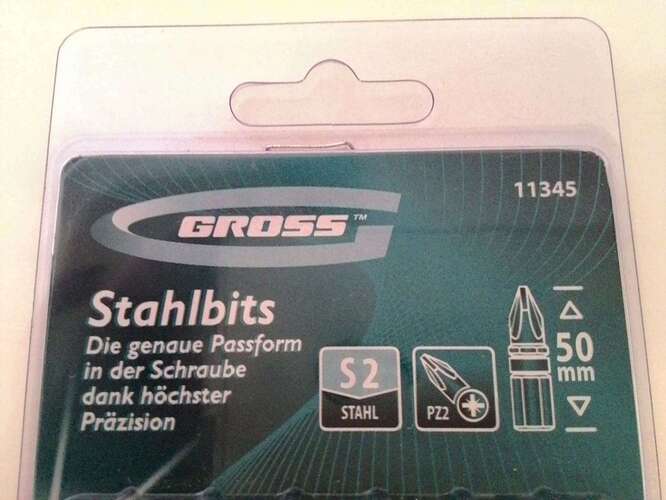 11345
GROSS™
Stahlbits
Die genaue Passform
in der Schraube
dank höchster
Präzision
S2
STAHL
PZ2
50
mm